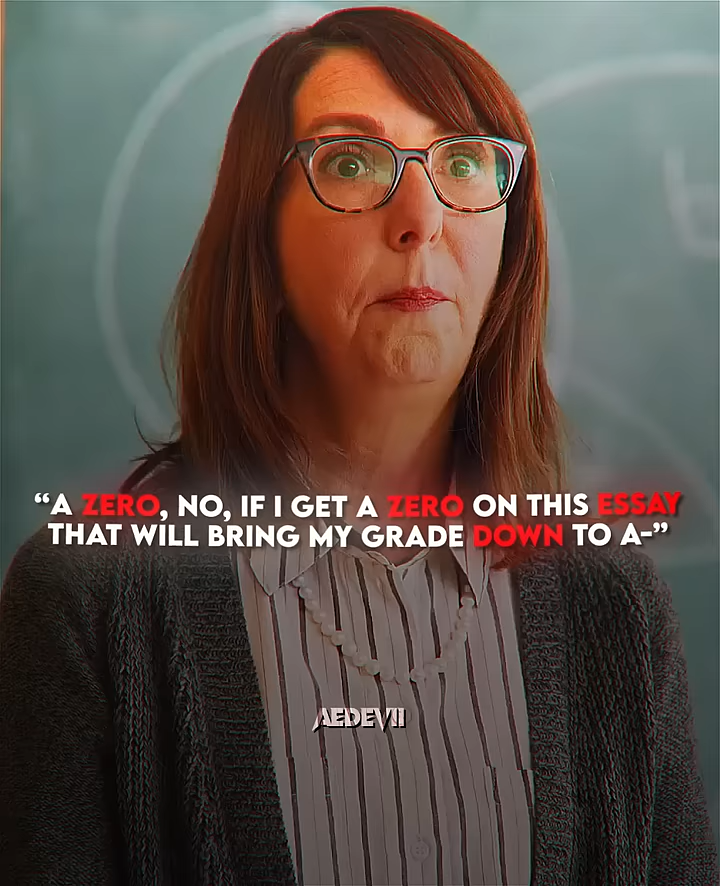 “A ZERO, NO, IF I GET A ZERO ON THIS ESSAY
THAT WILL BRING MY GRADE DOWN TO A-”
AEDEVII